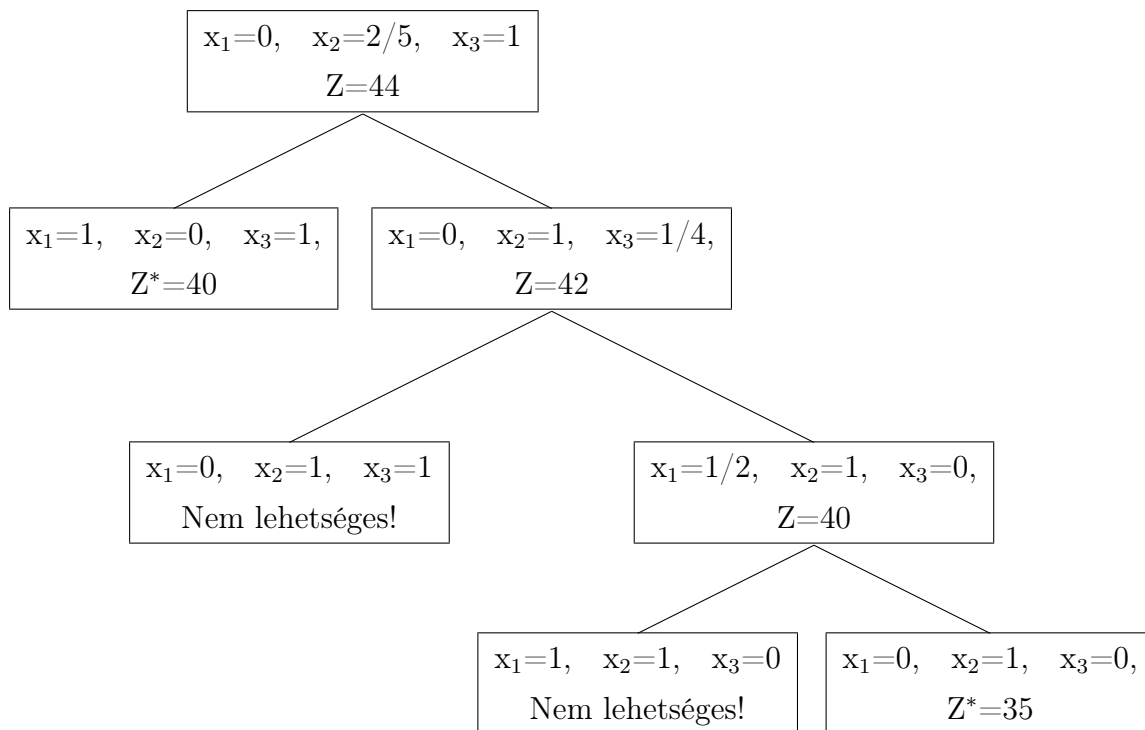 x₁=0, x₂=2/5, x₃=1
Z=44
x₁=1, x₂=0, x₃=1,
Z*=40
x₁=0, x₂=1, x₃=1/4,
Z=42
x₁=0, x₂=1, x₃=1
Nem lehetséges!
x₁=1/2, x₂=1, x₃=0,
Z=40
x₁=1, x₂=1, x₃=0
Nem lehetséges!
x₁=0, x₂=1, x₃=0,
Z*=35